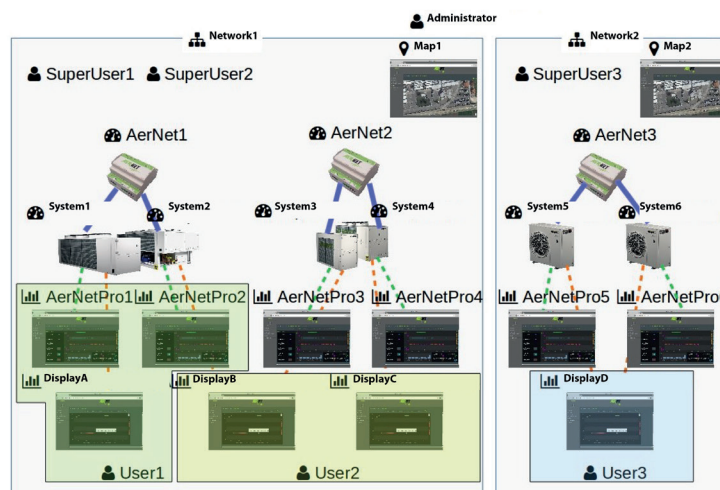 Administrator
Network1
Network2
Map1
Map2
SuperUser1
SuperUser2
SuperUser3
AerNet1
AerNet2
AerNet3
System1
System2
System3
System4
System5
System6
AerNetPro1
AerNetPro2
AerNetPro3
AerNetPro4
AerNetPro5
AerNetPro
DisplayA
DisplayB
DisplayC
DisplayD
User1
User2
User3